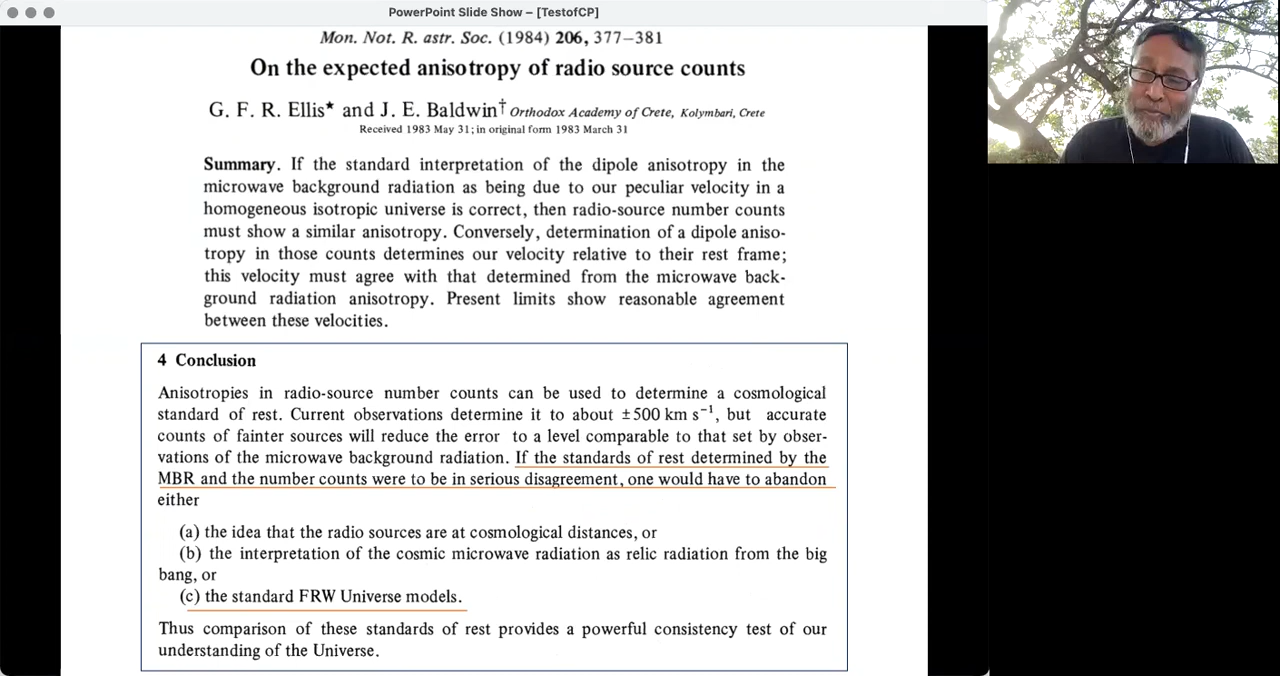 PowerPoint Slide Show – [TestofCP]
Mon. Not. R. astr. Soc. (1984) 206, 377–381
On the expected anisotropy of radio source counts
G. F. R. Ellis★ and J. E. Baldwin† Orthodox Academy of Crete, Kolymbari, Crete
Received 1983 May 31; in original form 1983 March 31
Summary. If the standard interpretation of the dipole anisotropy in the
microwave background radiation as being due to our peculiar velocity in a
homogeneous isotropic universe is correct, then radio-source number counts
must show a similar anisotropy. Conversely, determination of a dipole aniso-
tropy in those counts determines our velocity relative to their rest frame;
this velocity must agree with that determined from the microwave back-
ground radiation anisotropy. Present limits show reasonable agreement
between these velocities.
4 Conclusion
Anisotropies in radio-source number counts can be used to determine a cosmological
standard of rest. Current observations determine it to about ±500 km s⁻¹, but accurate
counts of fainter sources will reduce the error to a level comparable to that set by obser-
vations of the microwave background radiation. If the standards of rest determined by the
MBR and the number counts were to be in serious disagreement, one would have to abandon
either
(a) the idea that the radio sources are at cosmological distances, or
(b) the interpretation of the cosmic microwave radiation as relic radiation from the big
bang, or
(c) the standard FRW Universe models.
Thus comparison of these standards of rest provides a powerful consistency test of our
understanding of the Universe.